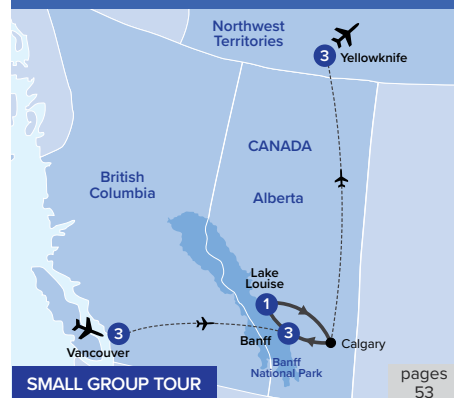 Northwest
Territories
3
Yellowknife
CANADA
British
Columbia
Alberta
Lake
Louise
1
3
Vancouver
3
Banff
Calgary
Banff
National Park
SMALL GROUP TOUR
pages
53